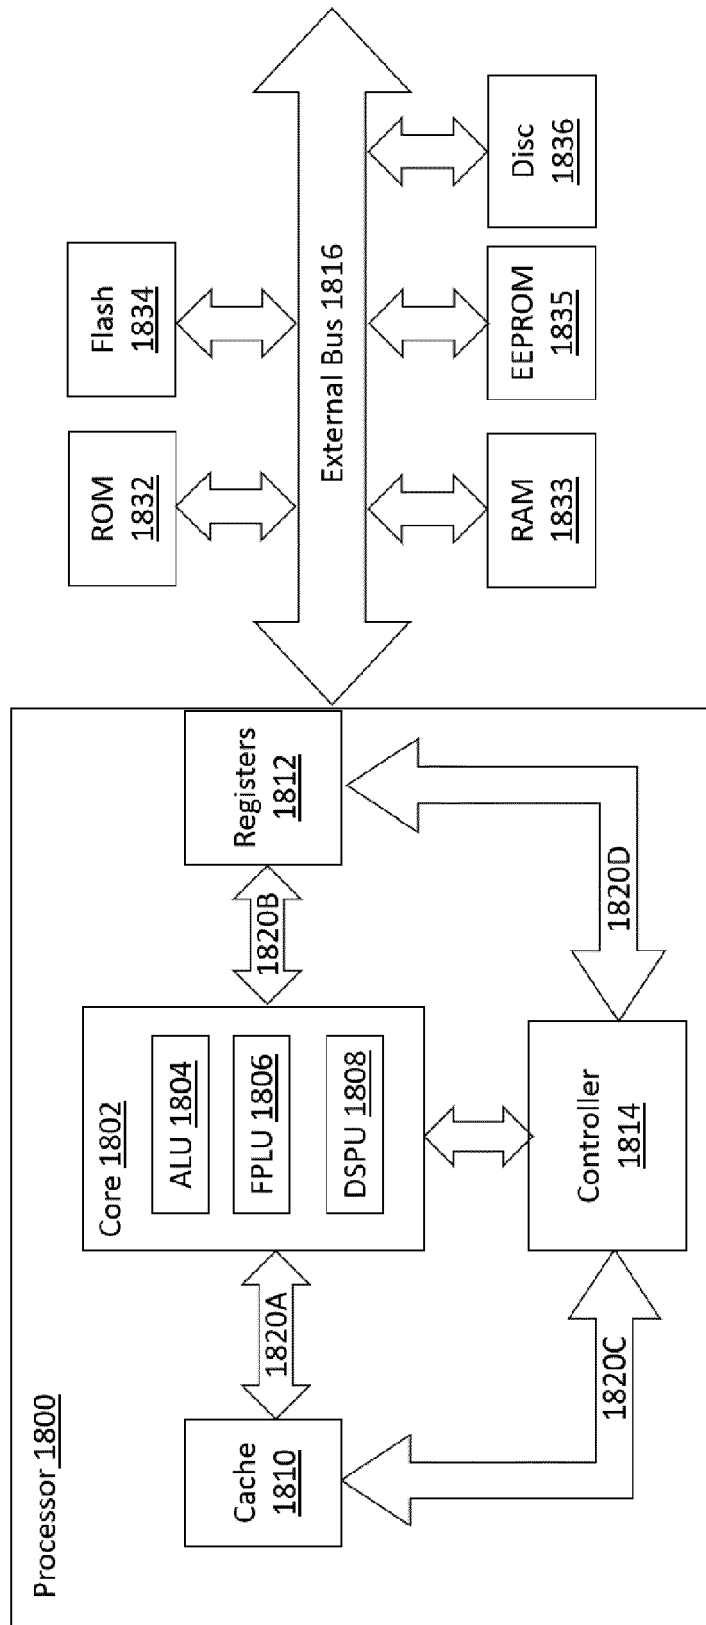 Processor 1800
Cache
1810
1820A
Core 1802
ALU 1804
FPLU 1806
DSPU 1808
1820B
Registers
1812
1820C
Controller
1814
1820D
ROM
1832
Flash
1834
External Bus 1816
RAM
1833
EEPROM
1835
Disc
1836